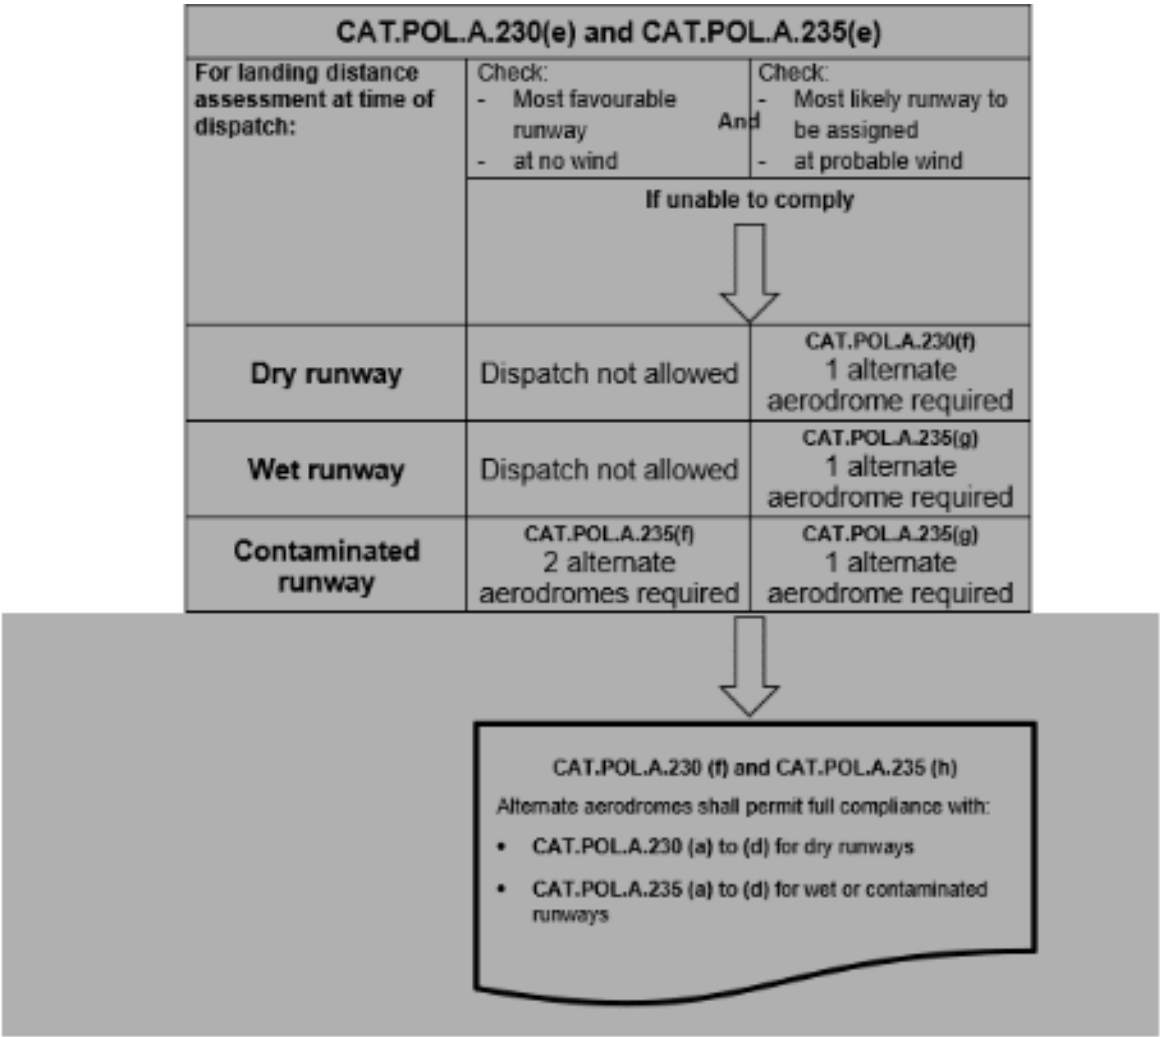 CAT.POL.A.230(e) and CAT.POL.A.235(e)
For landing distance
assessment at time of
dispatch:
Check:
- Most favourable
runway
- at no wind
And
Check:
- Most likely runway to
be assigned
- at probable wind
If unable to comply
Dry runway
Dispatch not allowed
CAT.POL.A.230(f)
1 alternate
aerodrome required
Wet runway
Dispatch not allowed
CAT.POL.A.235(g)
1 alternate
aerodrome required
Contaminated
runway
CAT.POL.A.235(f)
2 alternate
aerodromes required
CAT.POL.A.235(g)
1 alternate
aerodrome required
CAT.POL.A.230 (f) and CAT.POL.A.235 (h)
Alternate aerodromes shall permit full compliance with:
• CAT.POL.A.230 (a) to (d) for dry runways
• CAT.POL.A.235 (a) to (d) for wet or contaminated
runways